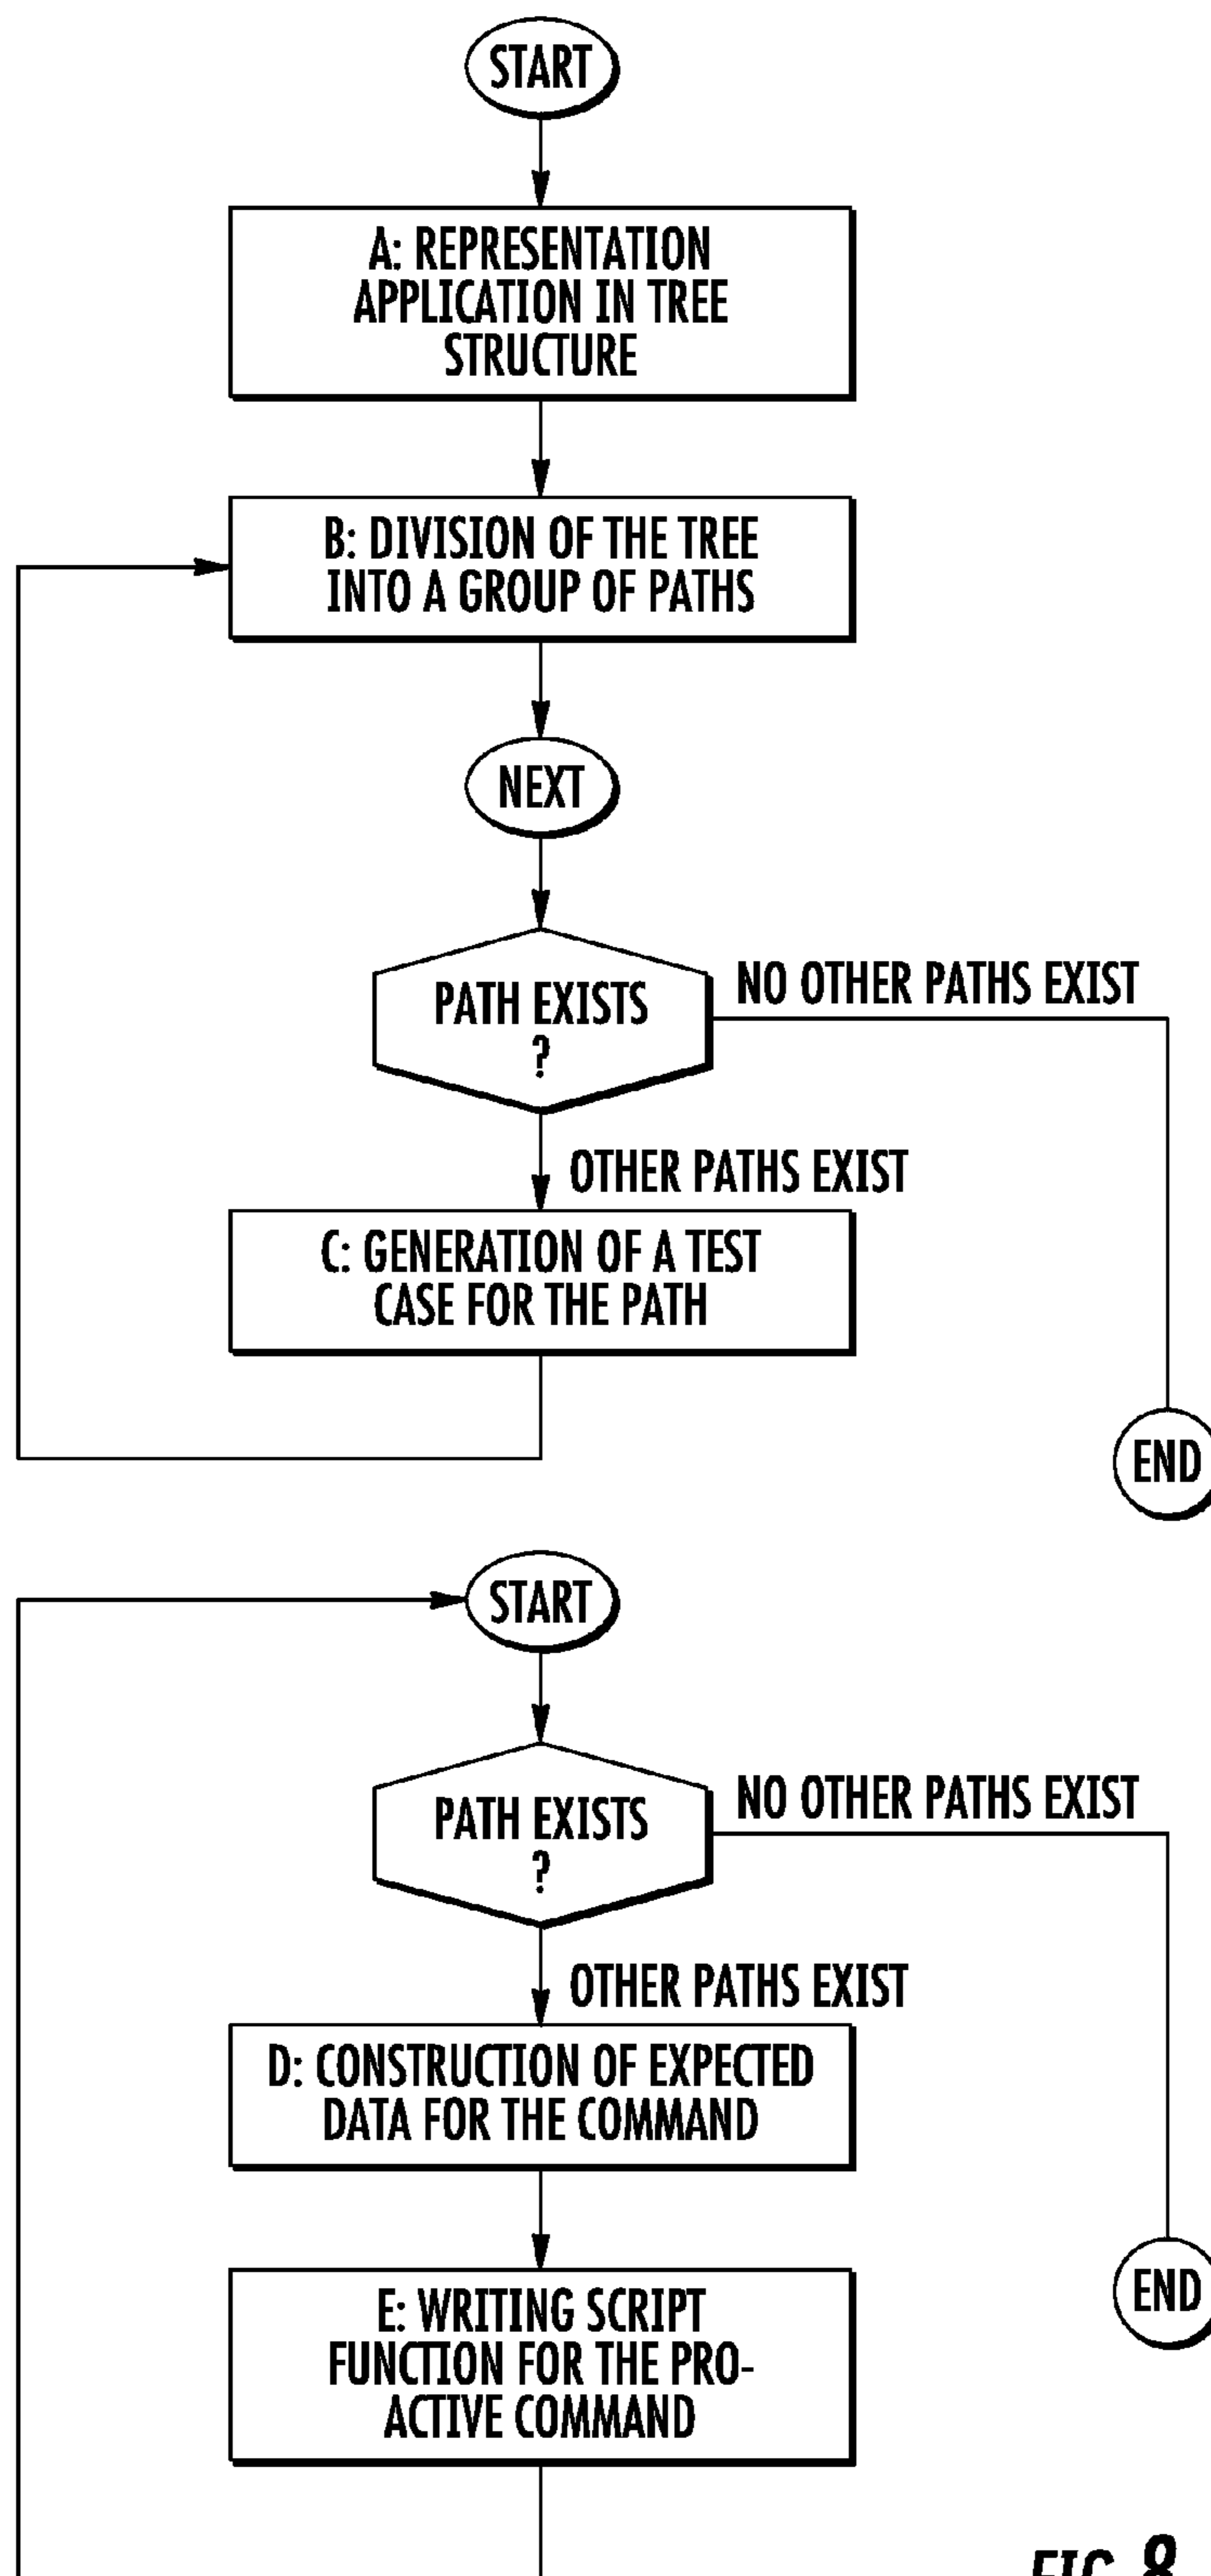 START
A: REPRESENTATION
APPLICATION IN TREE
STRUCTURE
B: DIVISION OF THE TREE
INTO A GROUP OF PATHS
NEXT
PATH EXISTS
?
NO OTHER PATHS EXIST
OTHER PATHS EXIST
C: GENERATION OF A TEST
CASE FOR THE PATH
END
START
PATH EXISTS
?
NO OTHER PATHS EXIST
OTHER PATHS EXIST
D: CONSTRUCTION OF EXPECTED
DATA FOR THE COMMAND
END
E: WRITING SCRIPT
FUNCTION FOR THE PRO-
ACTIVE COMMAND
FIG. 8